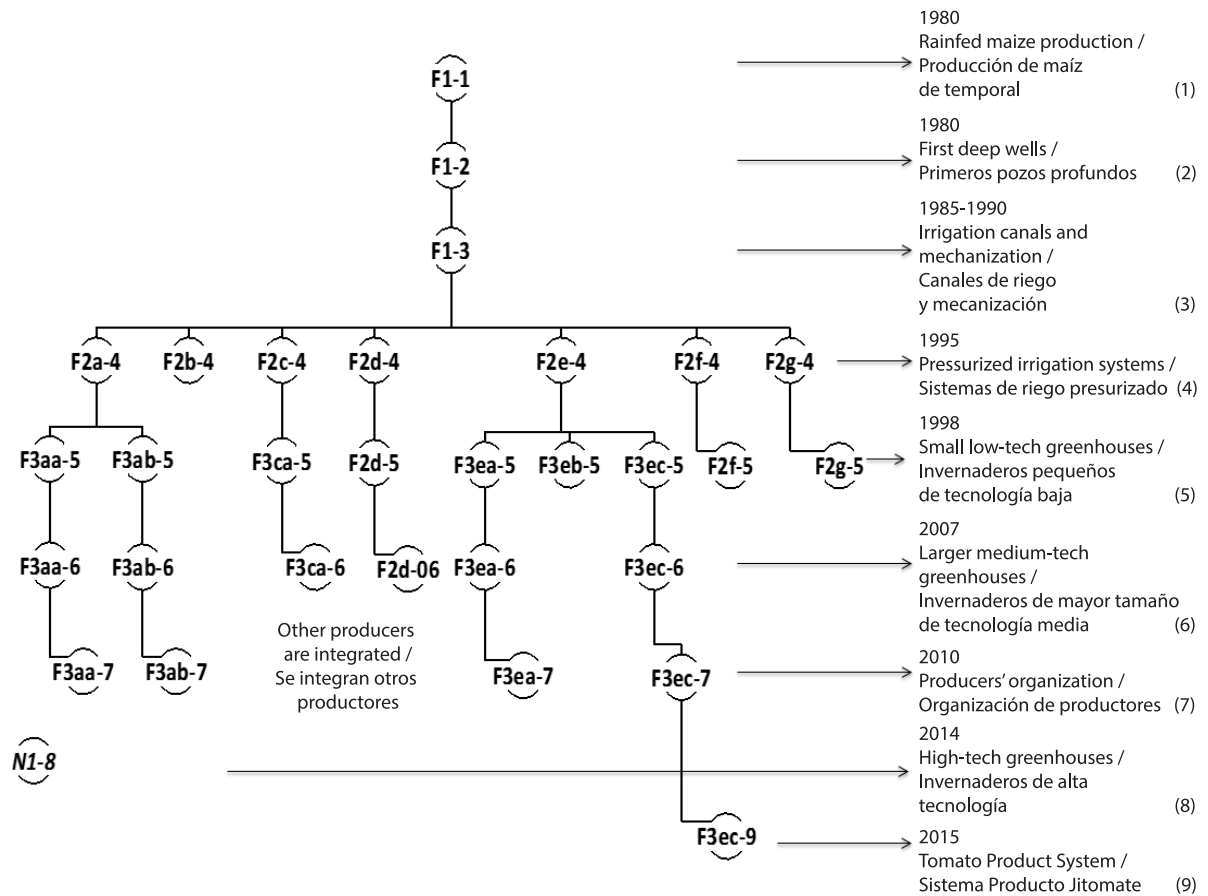 1980
Rainfed maize production /
Producción de maíz
de temporal (1)
F1-1
1980
First deep wells /
Primeros pozos profundos (2)
F1-2
1985-1990
Irrigation canals and
mechanization /
Canales de riego
y mecanización (3)
F1-3
F2a-4 F2b-4 F2c-4 F2d-4 F2e-4 F2f-4 F2g-4
1995
Pressurized irrigation systems /
Sistemas de riego presurizado (4)
F3aa-5 F3ab-5 F3ca-5 F2d-5 F3ea-5 F3eb-5 F3ec-5 F2f-5 F2g-5
1998
Small low-tech greenhouses /
Invernaderos pequeños
de tecnología baja (5)
F3aa-6 F3ab-6 F3ca-6 F2d-06 F3ea-6 F3ec-6
2007
Larger medium-tech
greenhouses /
Invernaderos de mayor tamaño
de tecnología media (6)
Other producers
are integrated /
Se integran otros
productores
F3aa-7 F3ab-7 F3ea-7 F3ec-7
2010
Producers' organization /
Organización de productores (7)
N1-8
2014
High-tech greenhouses /
Invernaderos de alta
tecnología (8)
F3ec-9
2015
Tomato Product System /
Sistema Producto Jitomate (9)